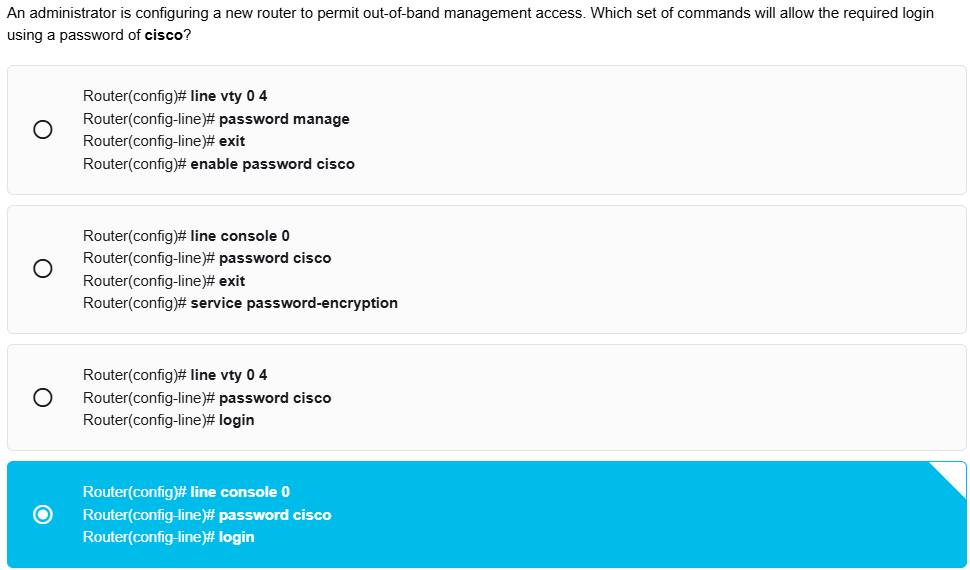 An administrator is configuring a new router to permit out-of-band management access. Which set of commands will allow the required login
using a password of cisco?
Router(config)# line vty 0 4
Router(config-line)# password manage
Router(config-line)# exit
Router(config)# enable password cisco
Router(config)# line console 0
Router(config-line)# password cisco
Router(config-line)# exit
Router(config)# service password-encryption
Router(config)# line vty 0 4
Router(config-line)# password cisco
Router(config-line)# login
Router(config)# line console 0
Router(config-line)# password cisco
Router(config-line)# login